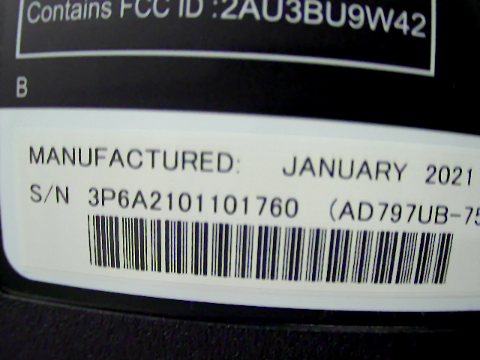 Contains FCC ID :2AU3BU9W42
B
MANUFACTURED: JANUARY 2021
S/N 3P6A2101101760 (AD797UB-75